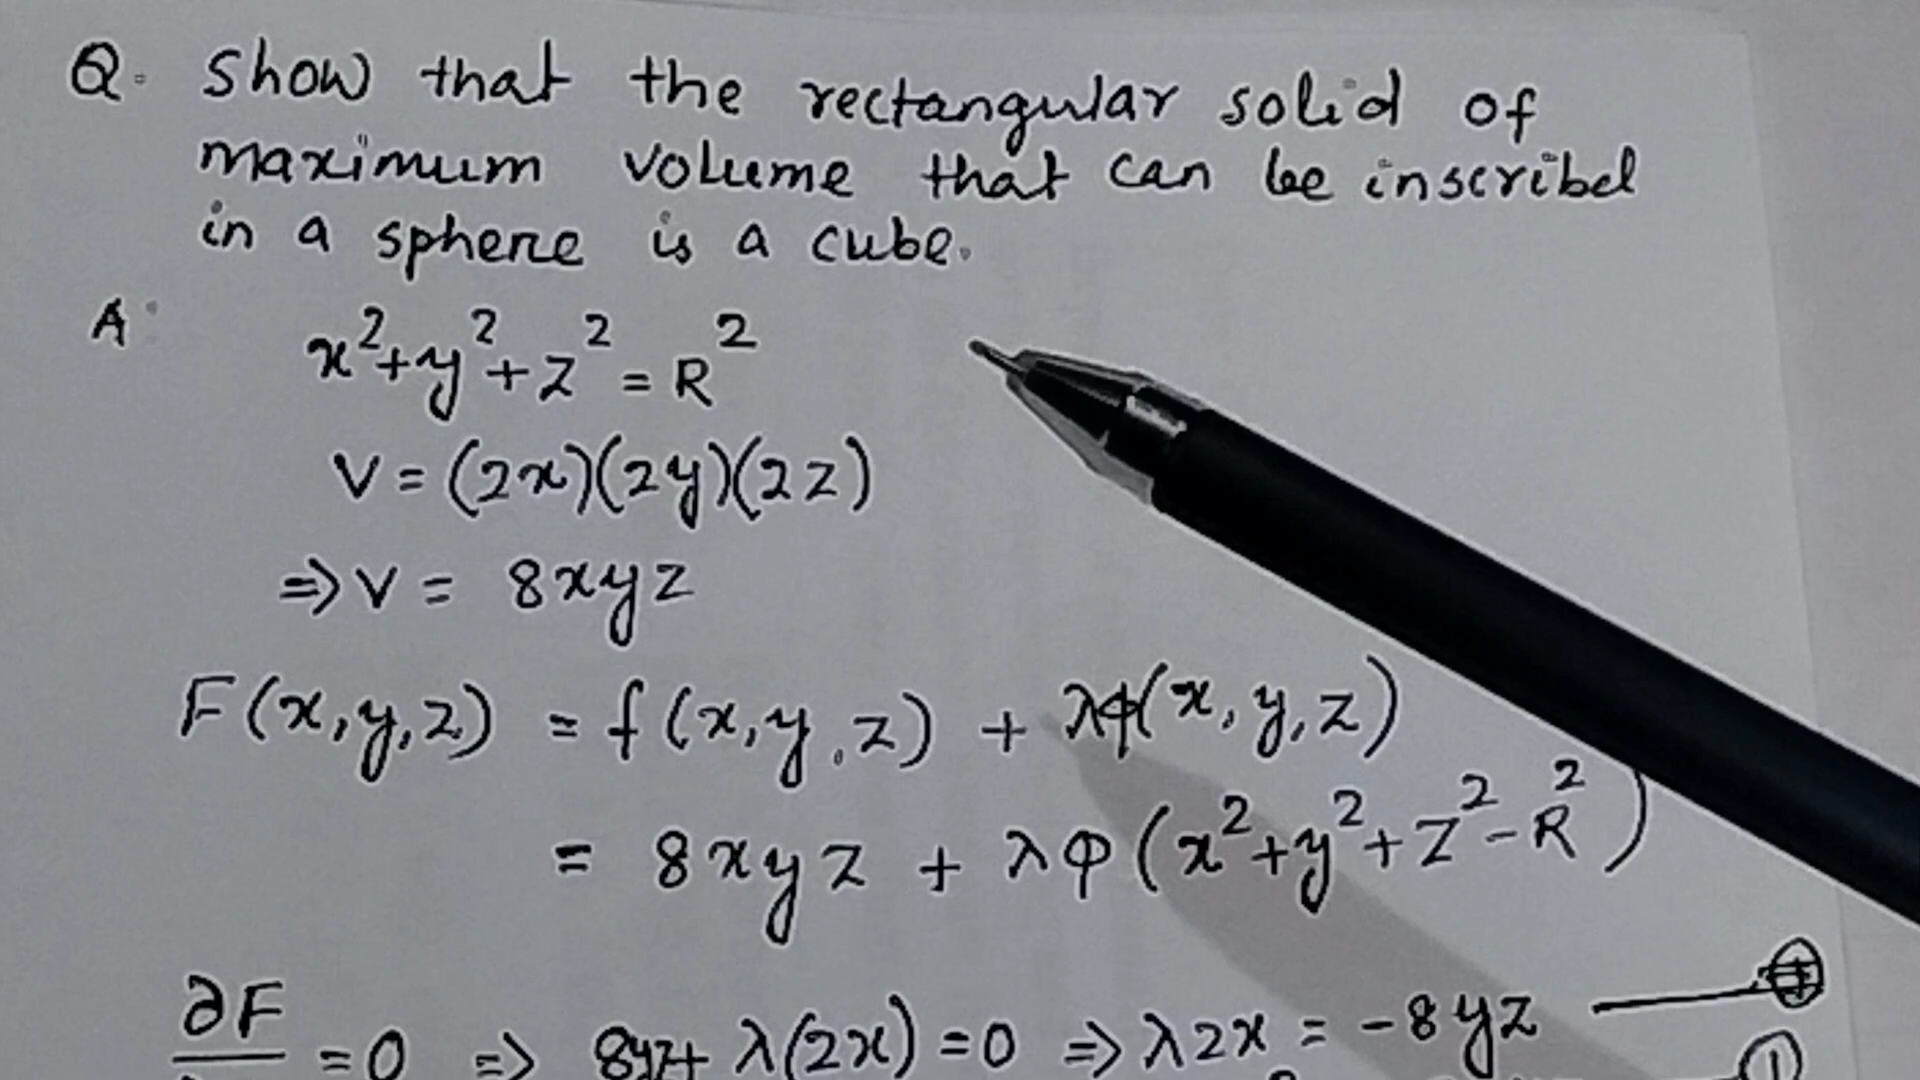 Q. Show that the rectangular solid of
maximum volume that can be inscribed
in a sphere is a cube.
A: x²+y²+z² = R²
V = (2x)(2y)(2z)
⇒ V = 8xyz
F(x,y,z) = f(x,y,z) + λφ(x,y,z)
= 8xyz + λφ(x²+y²+z²-R²)
∂F = 0 ⇒ 8yz+ λ(2x) = 0 ⇒ λ2x = -8yz
①